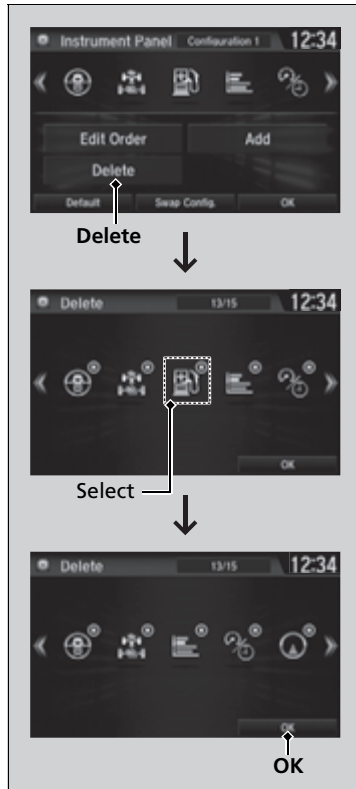 Instrument Panel Configuration 1 12:34
Edit Order Add
Delete
Default Swap Config. OK
Delete
Delete 13/15 12:34
OK
Select
Delete 13/15 12:34
OK
OK